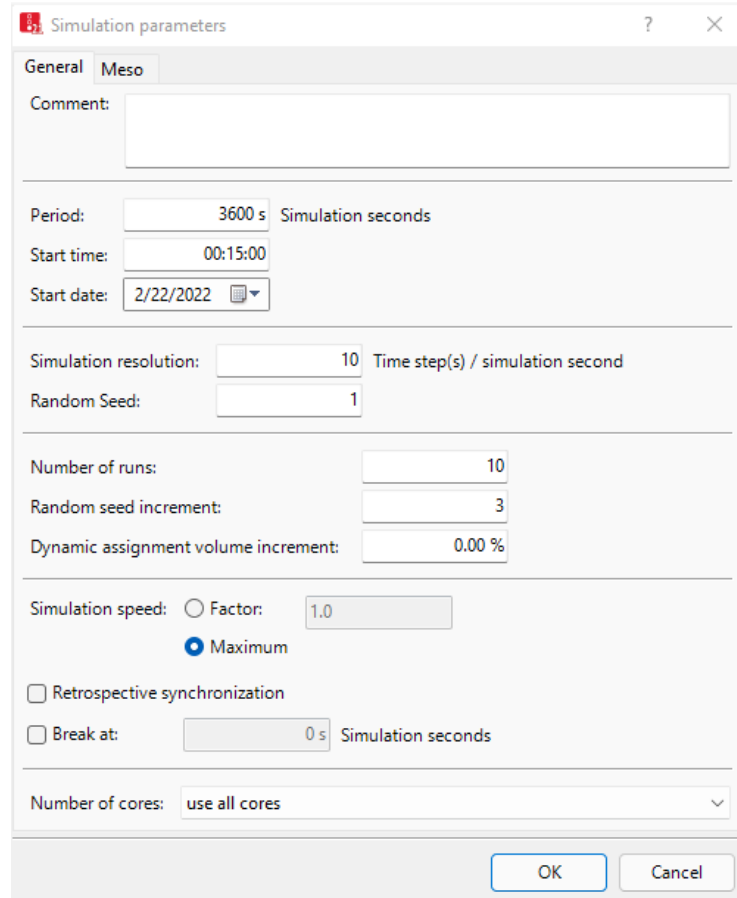 Simulation parameters ? ×
General Meso
Comment:
Period: 3600 s Simulation seconds
Start time: 00:15:00
Start date: 2/22/2022
Simulation resolution: 10 Time step(s) / simulation second
Random Seed: 1
Number of runs: 10
Random seed increment: 3
Dynamic assignment volume increment: 0.00 %
Simulation speed: Factor: 1.0
Maximum
Retrospective synchronization
Break at: 0 s Simulation seconds
Number of cores: use all cores
OK Cancel